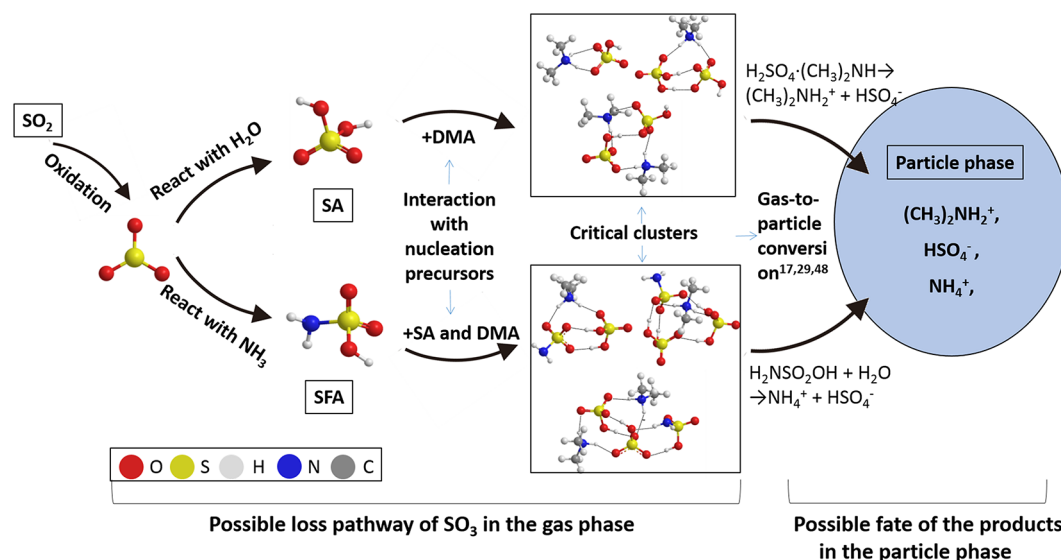 SO₂
Oxidation
React with H₂O
React with NH₃
SA
SFA
+DMA
Interaction
with
nucleation
precursors
+SA and DMA
Critical clusters
H₂SO₄·(CH₃)₂NH→
(CH₃)₂NH₂⁺ + HSO₄⁻
Gas-to-
particle
conversi
on¹⁷,²⁹,⁴⁸
H₂NSO₂OH + H₂O
→NH₄⁺ + HSO₄⁻
Particle phase
(CH₃)₂NH₂⁺,
HSO₄⁻,
NH₄⁺,
O S H N C
Possible loss pathway of SO₃ in the gas phase
Possible fate of the products
in the particle phase